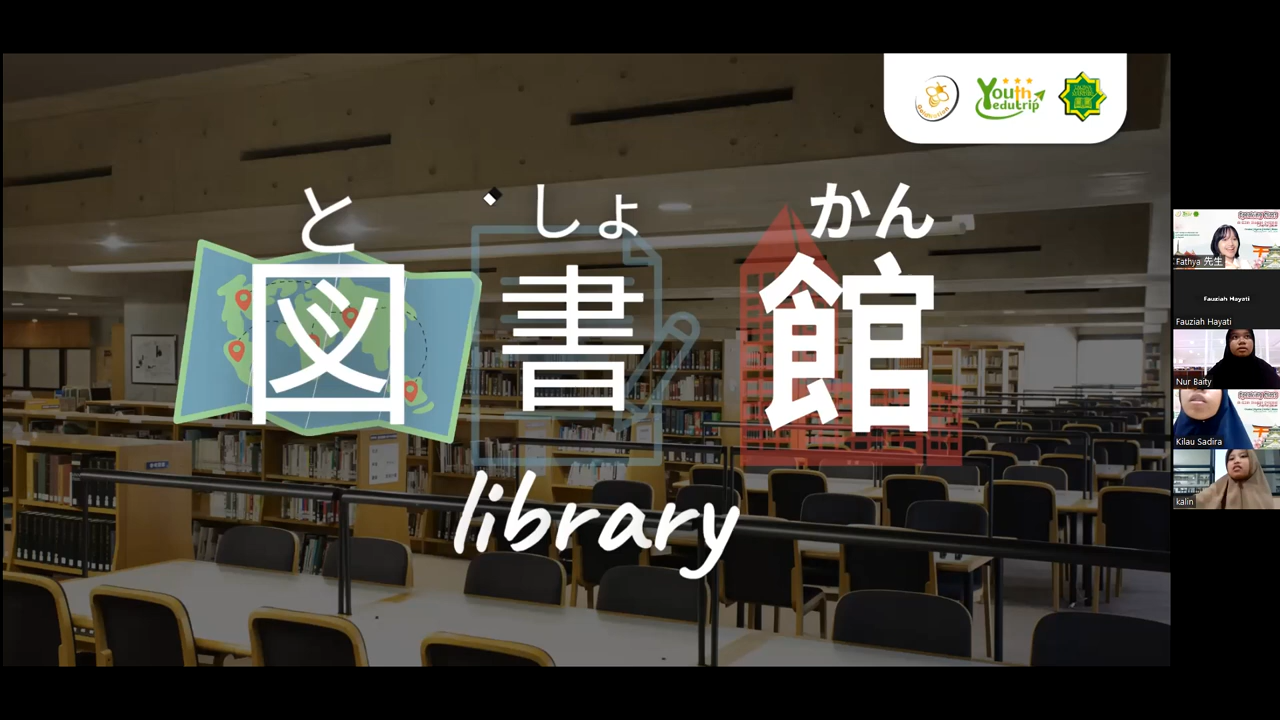 Youth
edutrip
と しょ かん
図 書 館
library
Fathya 先生
Fauziah Hayati
Fauziah Hayati
Nur Baity
Kilau Sadira
kalin